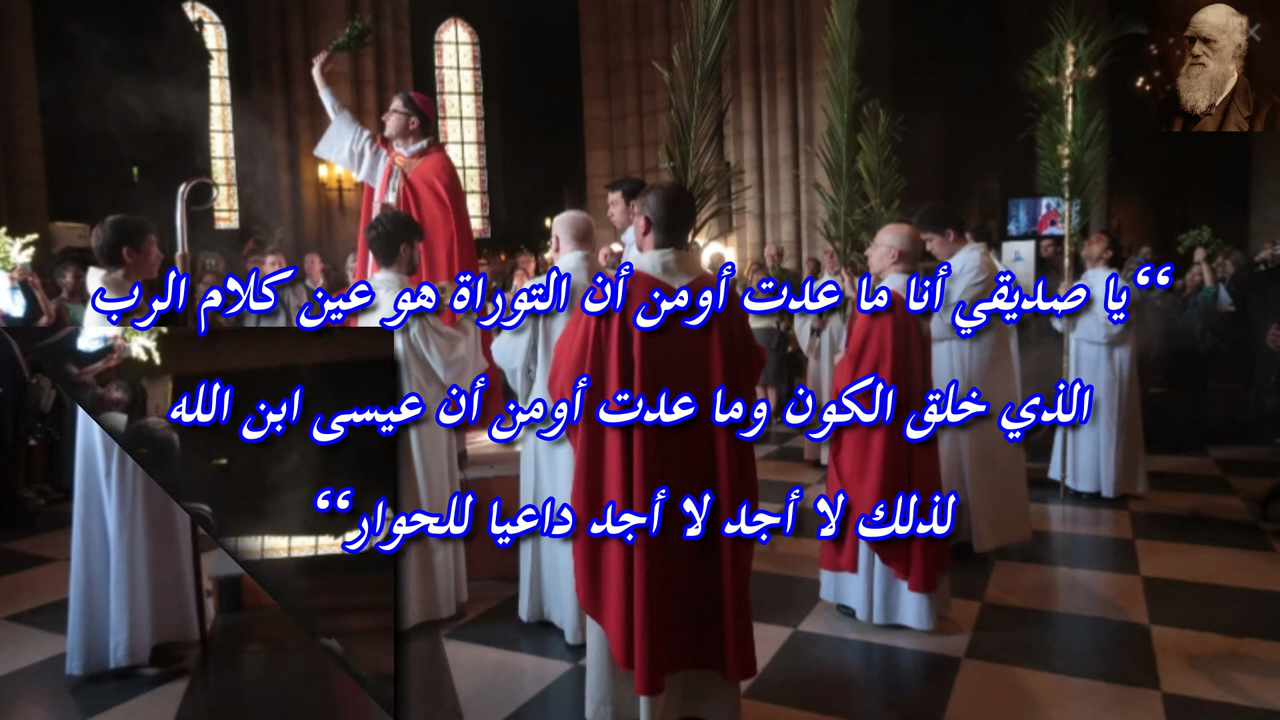 “يا صديقي أنا ما عدت أومن أن التوراة هو عين كلام الرب
الذي خلق الكون وما عدت أومن أن عيسى ابن الله
لذلك لا أجد لا أجد داعيا للحوار“